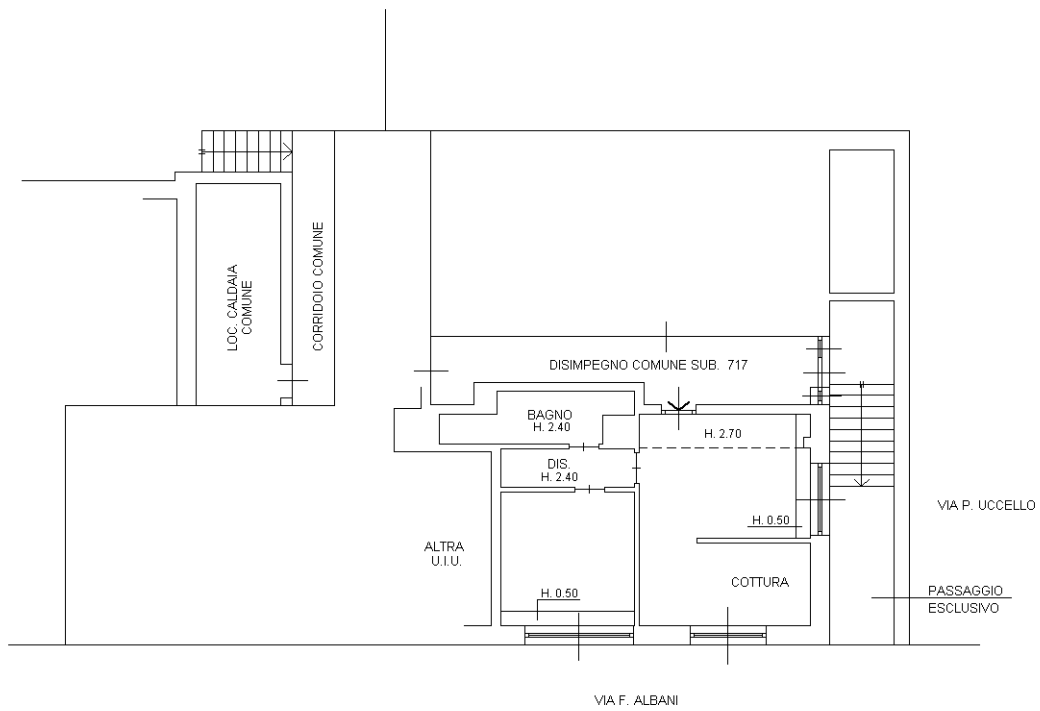 LOC. CALDAIA
COMUNE
CORRIDOIO COMUNE
DISIMPEGNO COMUNE SUB. 717
BAGNO
H. 2.40
H. 2.70
DIS.
H. 2.40
H. 0.50
VIA P. UCCELLO
ALTRA
U.I.U.
COTTURA
H. 0.50
PASSAGGIO
ESCLUSIVO
VIA F. ALBANI